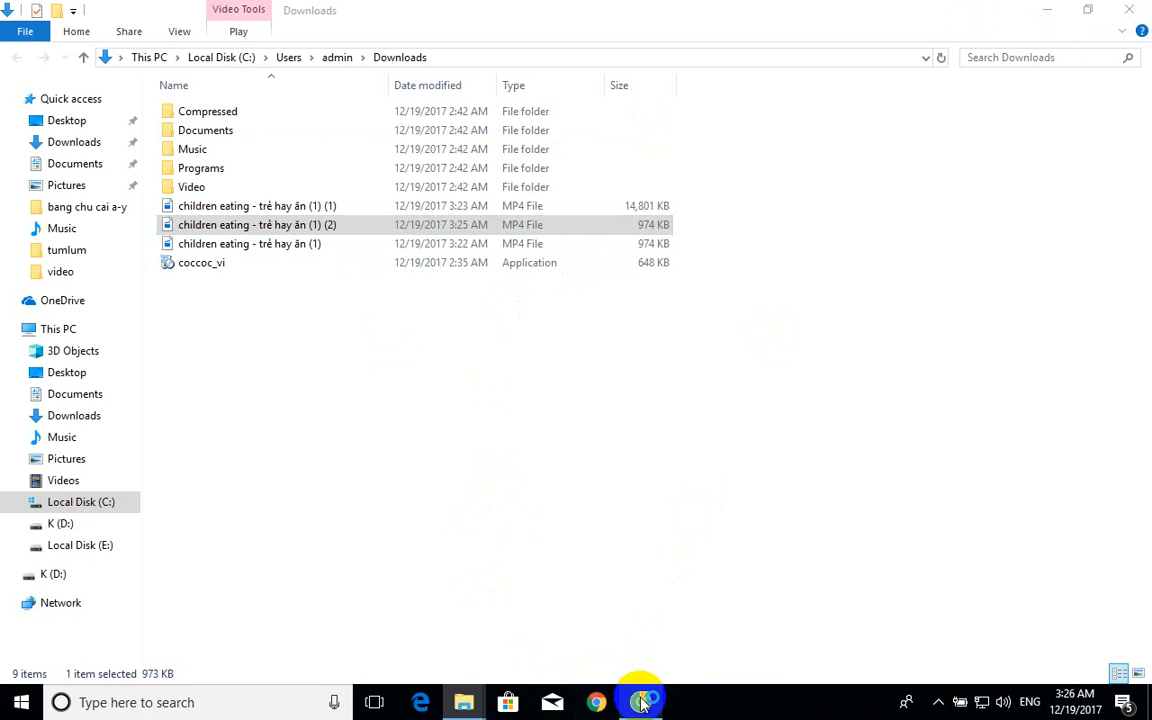 Video Tools
Downloads
File
Home
Share
View
Play
This PC
Local Disk (C:)
Users
admin
Downloads
Search Downloads
Name
Date modified
Type
Size
Quick access
Desktop
Downloads
Documents
Pictures
bang chu cai a-y
Music
tumlum
video
OneDrive
This PC
3D Objects
Desktop
Documents
Downloads
Music
Pictures
Videos
Local Disk (C:)
K (D:)
Local Disk (E:)
K (D:)
Network
Compressed 12/19/2017 2:42 AM File folder
Documents 12/19/2017 2:42 AM File folder
Music 12/19/2017 2:42 AM File folder
Programs 12/19/2017 2:42 AM File folder
Video 12/19/2017 2:42 AM File folder
children eating - trẻ hay ăn (1) (1) 12/19/2017 3:23 AM MP4 File 14,801 KB
children eating - trẻ hay ăn (1) (2) 12/19/2017 3:25 AM MP4 File 974 KB
children eating - trẻ hay ăn (1) 12/19/2017 3:22 AM MP4 File 974 KB
coccoc_vi 12/19/2017 2:35 AM Application 648 KB
9 items 1 item selected 973 KB
Type here to search
ENG
3:26 AM
12/19/2017
5